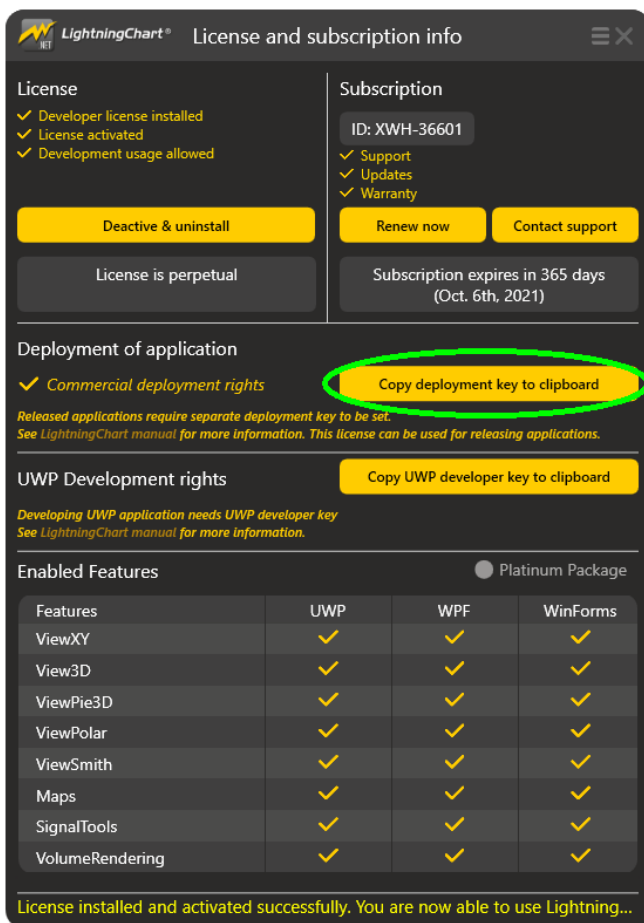 LightningChart® License and subscription info
.NET
License
Developer license installed
License activated
Development usage allowed
Deactive & uninstall
License is perpetual
Subscription
ID: XWH-36601
Support
Updates
Warranty
Renew now
Contact support
Subscription expires in 365 days
(Oct. 6th, 2021)
Deployment of application
Commercial deployment rights
Copy deployment key to clipboard
Released applications require separate deployment key to be set.
See LightningChart manual for more information. This license can be used for releasing applications.
UWP Development rights
Copy UWP developer key to clipboard
Developing UWP application needs UWP developer key
See LightningChart manual for more information.
Enabled Features
Platinum Package
Features UWP WPF WinForms
ViewXY
View3D
ViewPie3D
ViewPolar
ViewSmith
Maps
SignalTools
VolumeRendering
License installed and activated successfully. You are now able to use Lightning...